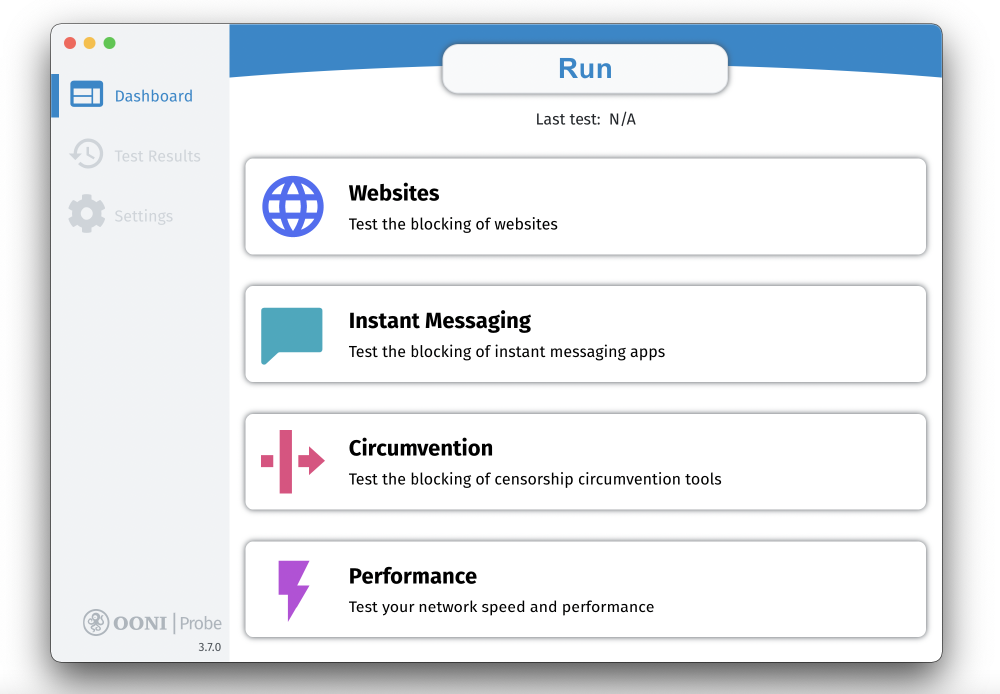 Run
Last test: N/A
Dashboard
Test Results
Settings
Websites
Test the blocking of websites
Instant Messaging
Test the blocking of instant messaging apps
Circumvention
Test the blocking of censorship circumvention tools
Performance
Test your network speed and performance
OONI | Probe
3.7.0